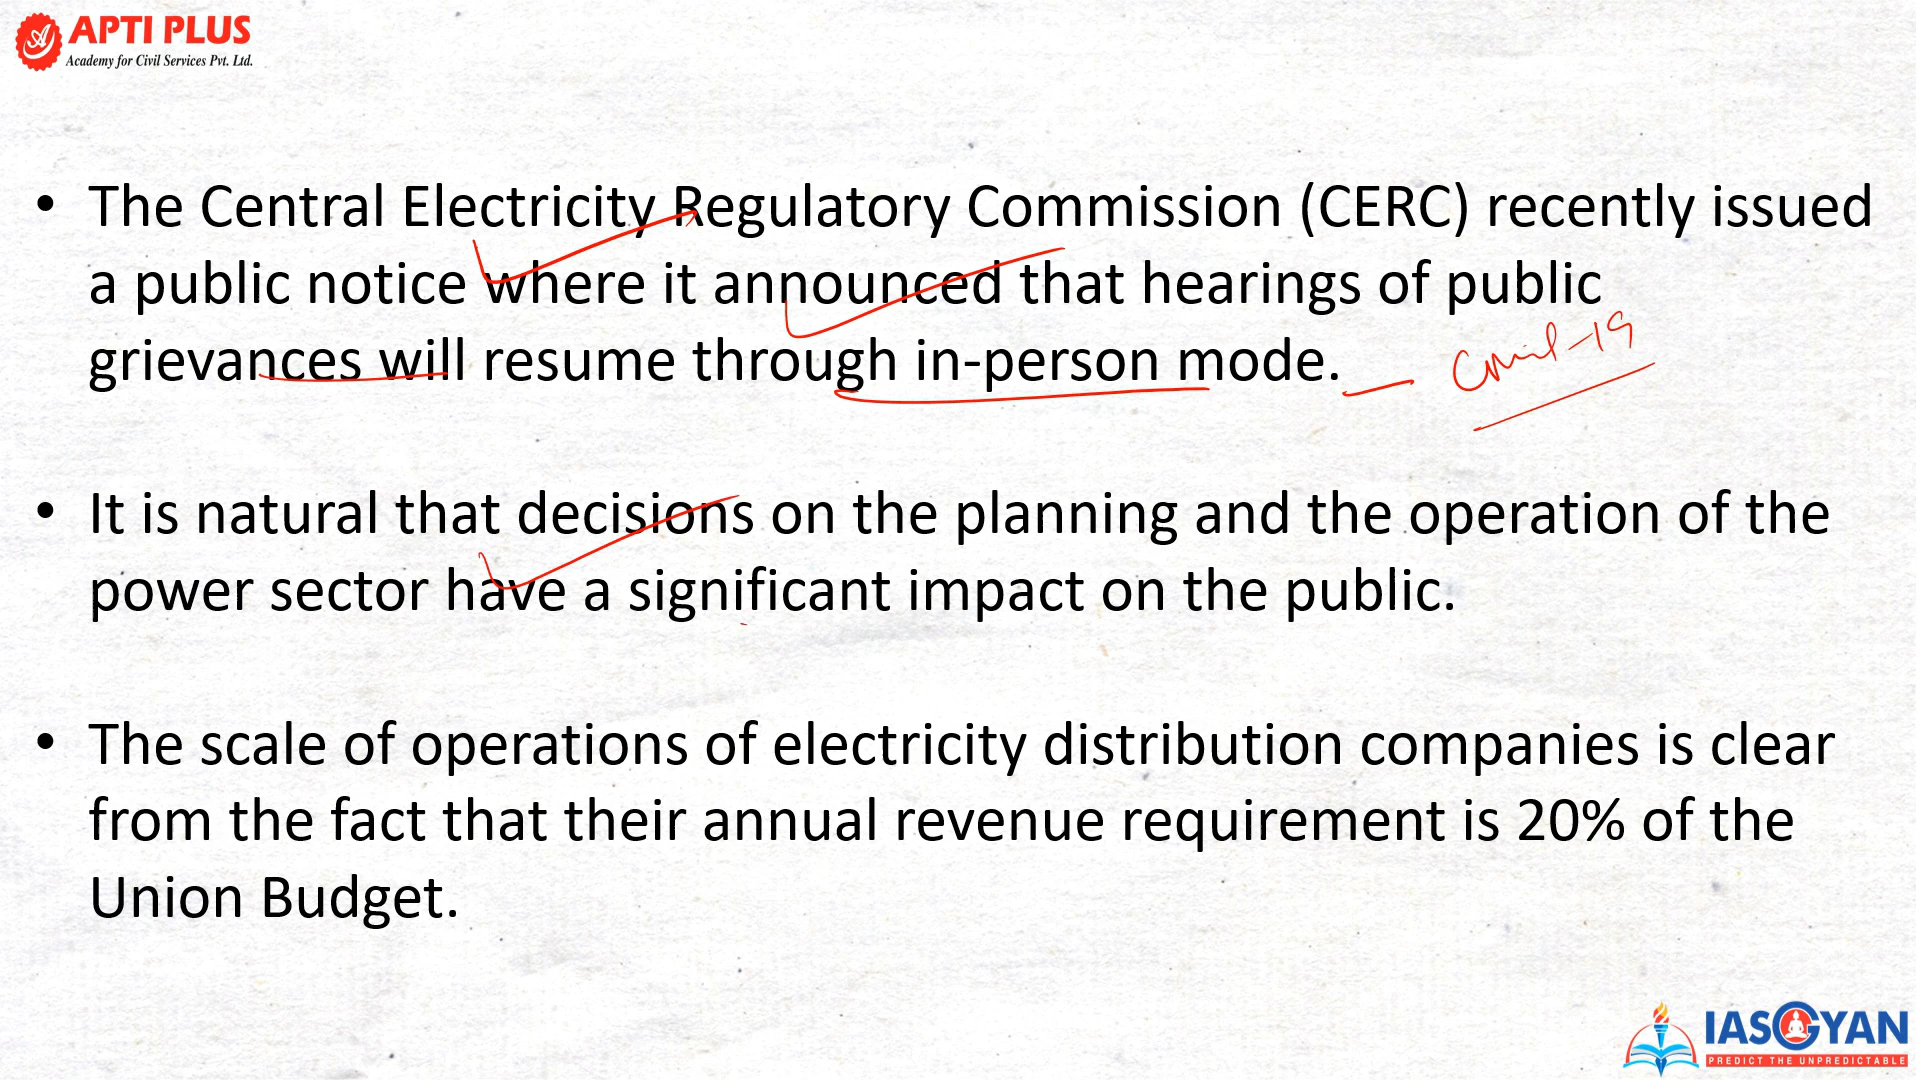 APTI PLUS
Academy for Civil Services Pvt. Ltd.
• The Central Electricity Regulatory Commission (CERC) recently issued
a public notice where it announced that hearings of public
grievances will resume through in-person mode.
Covid-19
• It is natural that decisions on the planning and the operation of the
power sector have a significant impact on the public.
• The scale of operations of electricity distribution companies is clear
from the fact that their annual revenue requirement is 20% of the
Union Budget.
IASGYAN
PREDICT THE UNPREDICTABLE